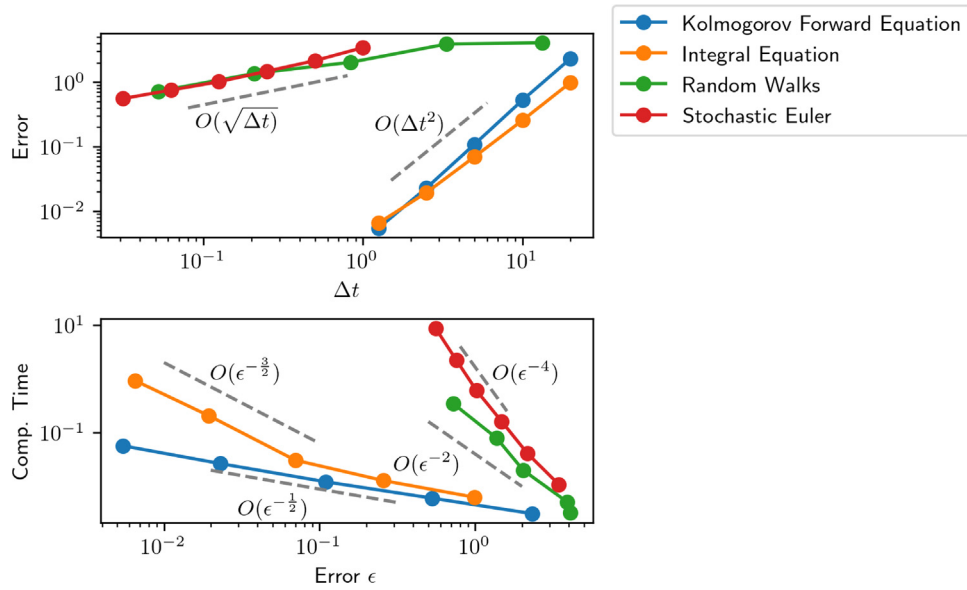 Kolmogorov Forward Equation
Integral Equation
Random Walks
Stochastic Euler
10⁰
10⁻¹
10⁻²
Error
O(√Δt)
O(Δt²)
10⁻¹
10⁰
10¹
Δt
10¹
10⁻¹
Comp. Time
O(ϵ^{-3/2})
O(ϵ⁻⁴)
O(ϵ⁻²)
O(ϵ^{-1/2})
10⁻²
10⁻¹
10⁰
Error ϵ